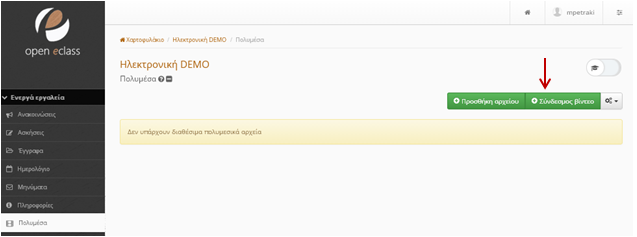 mpetraki
open eclass
Χαρτοφυλάκιο / Ηλεκτρονική DEMO / Πολυμέσα
Ηλεκτρονική DEMO
Πολυμέσα
Προσθήκη αρχείου Σύνδεσμος βίντεο
Δεν υπάρχουν διαθέσιμα πολυμεσικά αρχεία
Ενεργά εργαλεία
Ανακοινώσεις
Ασκήσεις
Έγγραφα
Ημερολόγιο
Μηνύματα
Πληροφορίες
Πολυμέσα